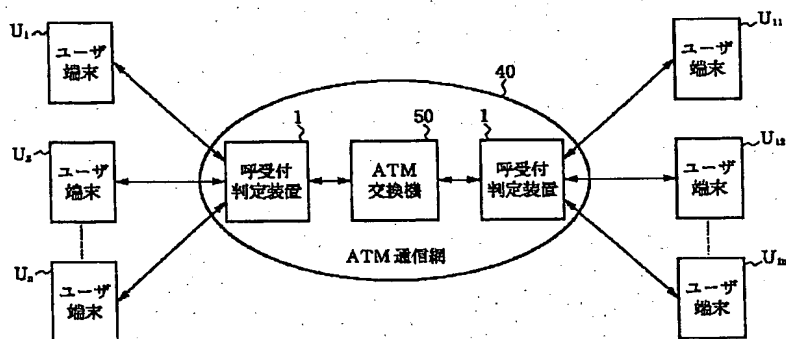 U₁
ユーザ
端末
U₂
ユーザ
端末
Uₙ
ユーザ
端末
40
1
呼受付
判定装置
50
ATM
交換機
1
呼受付
判定装置
ATM 通信網
U₁₁
ユーザ
端末
U₁₂
ユーザ
端末
U₁ₙ
ユーザ
端末